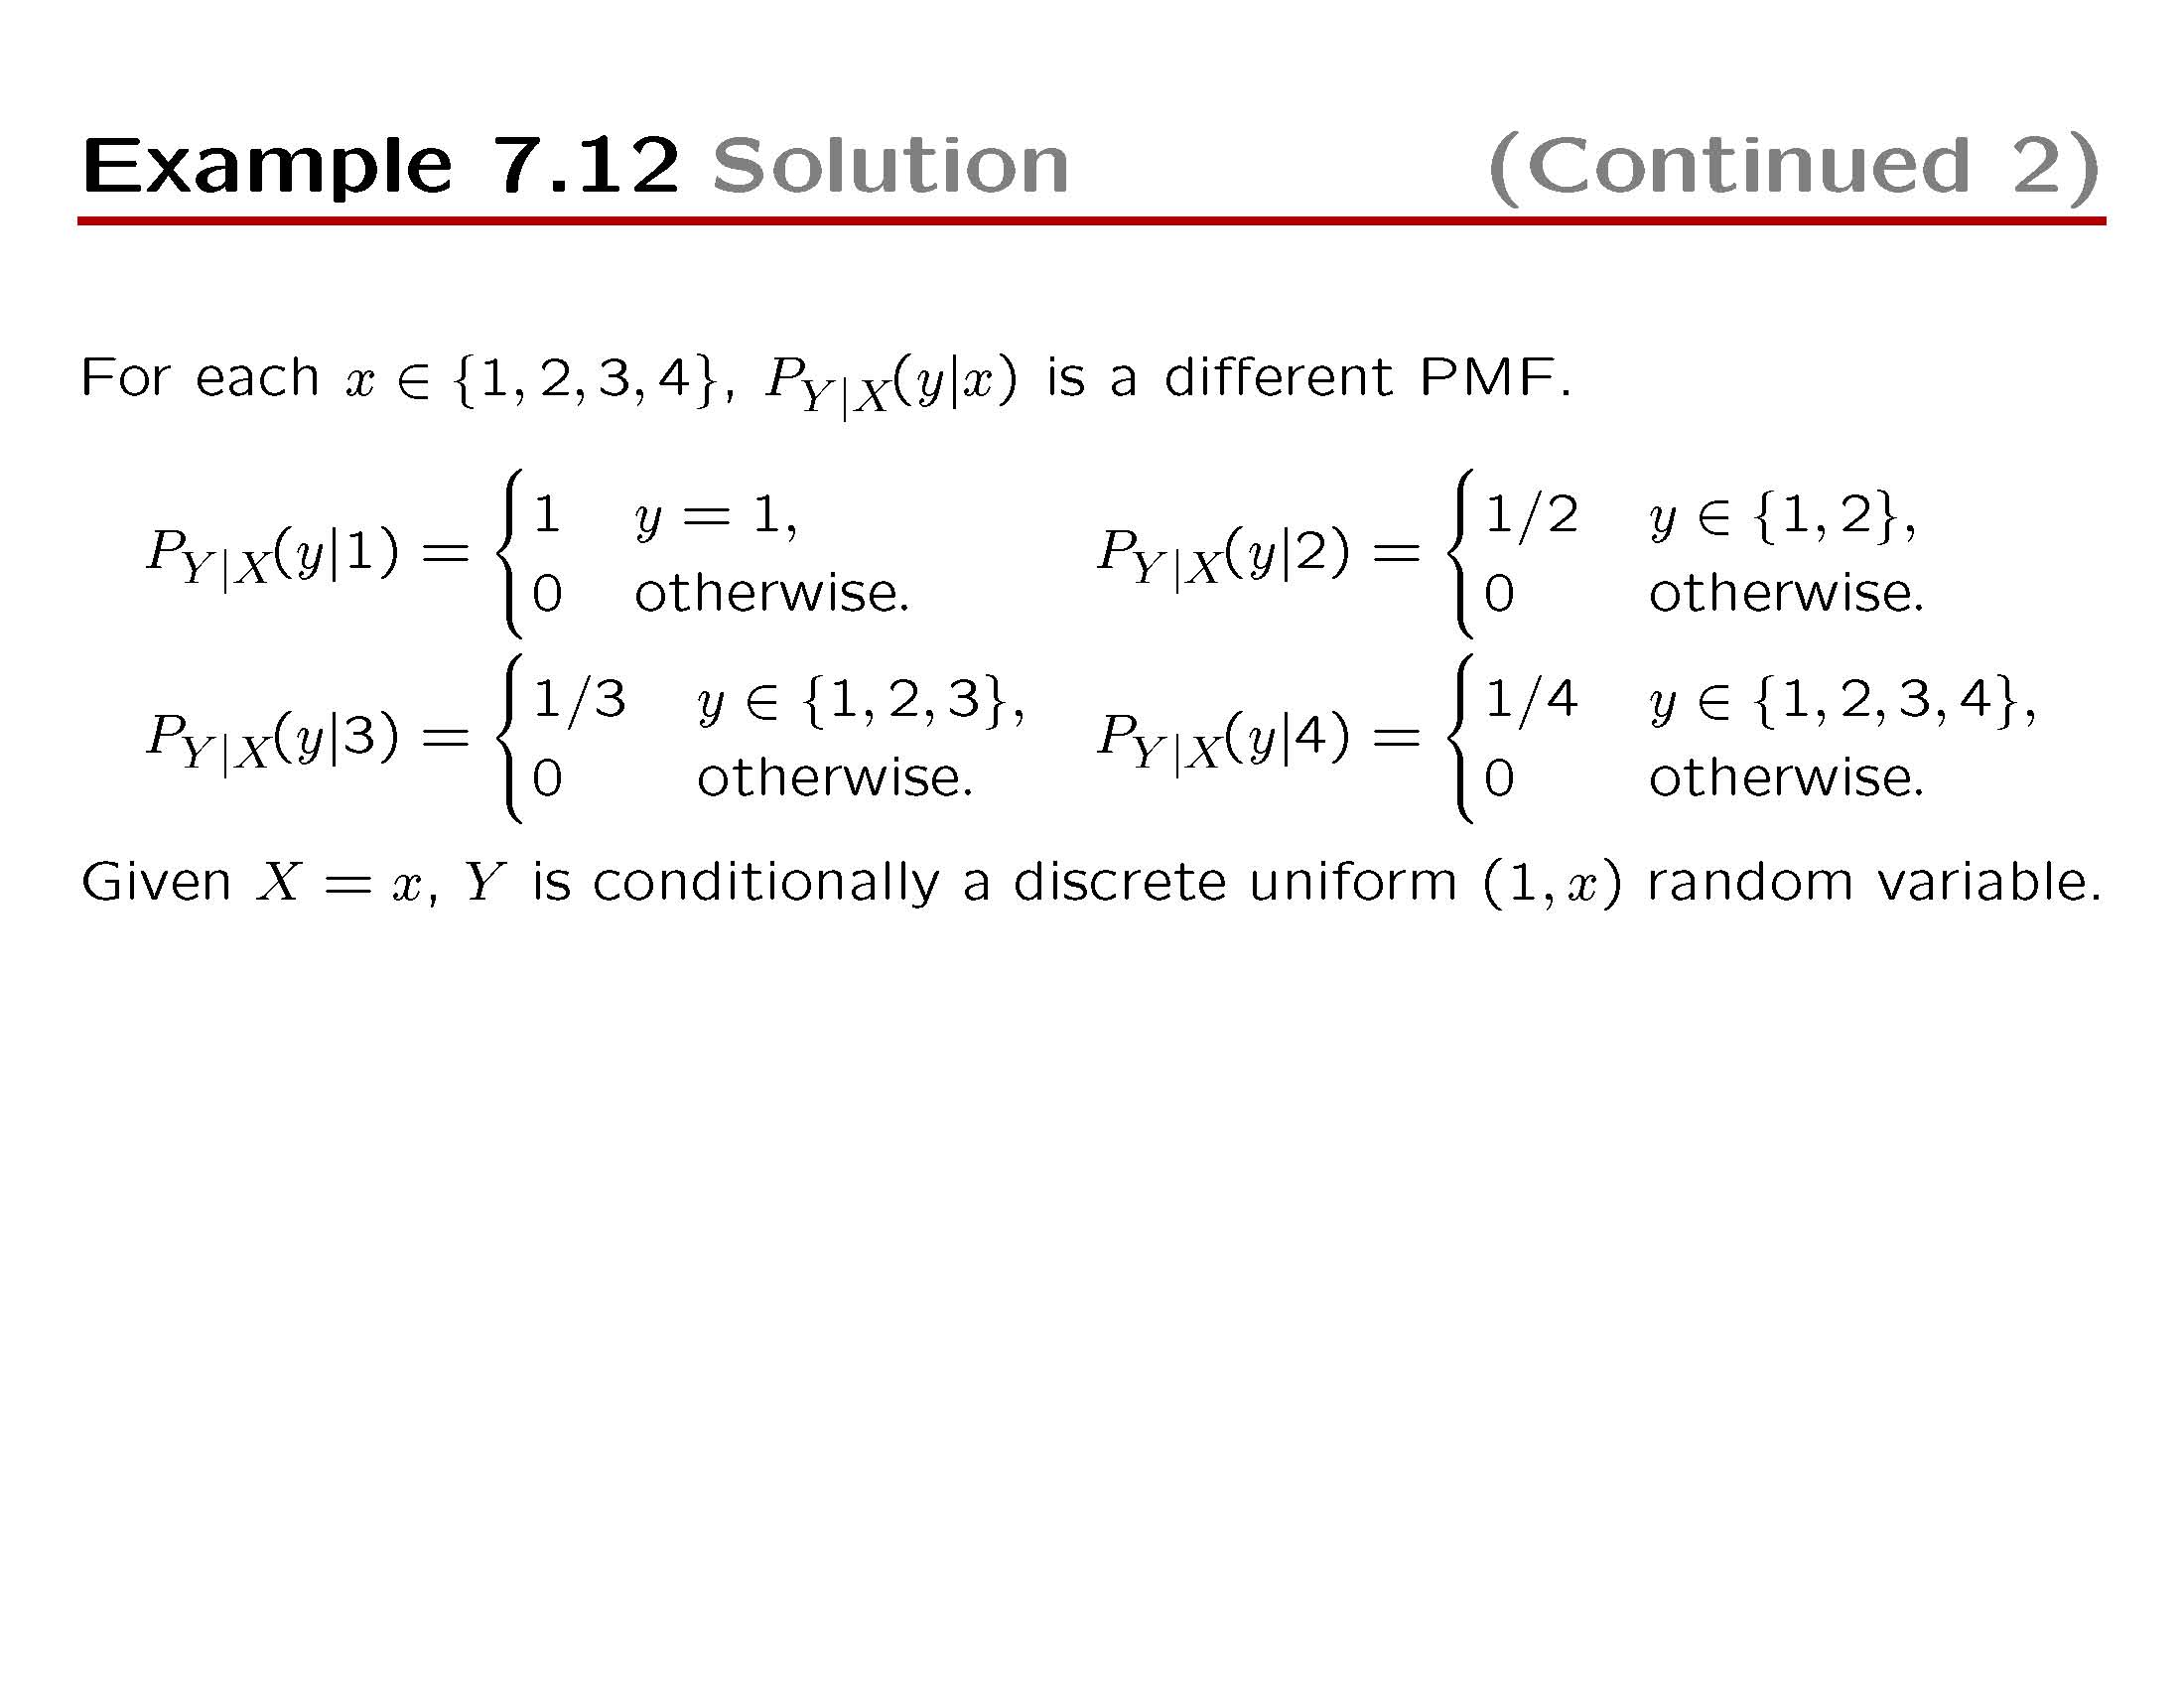 Example 7.12 Solution (Continued 2)
For each x ∈ {1, 2, 3, 4}, P_{Y|X}(y|x) is a different PMF.
P_{Y|X}(y|1) = { 1 y = 1, 0 otherwise. P_{Y|X}(y|2) = { 1/2 y ∈ {1, 2}, 0 otherwise.
P_{Y|X}(y|3) = { 1/3 y ∈ {1, 2, 3}, 0 otherwise. P_{Y|X}(y|4) = { 1/4 y ∈ {1, 2, 3, 4}, 0 otherwise.
Given X = x, Y is conditionally a discrete uniform (1, x) random variable.